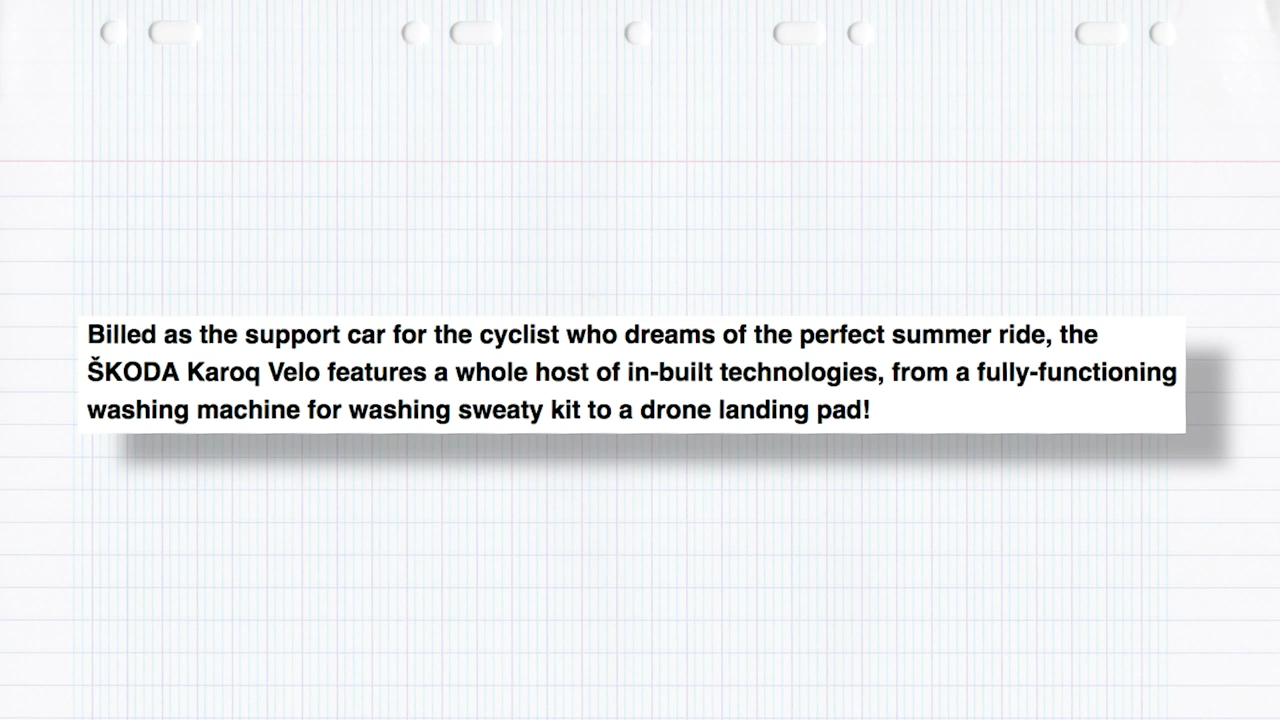 Billed as the support car for the cyclist who dreams of the perfect summer ride, the
ŠKODA Karoq Velo features a whole host of in-built technologies, from a fully-functioning
washing machine for washing sweaty kit to a drone landing pad!